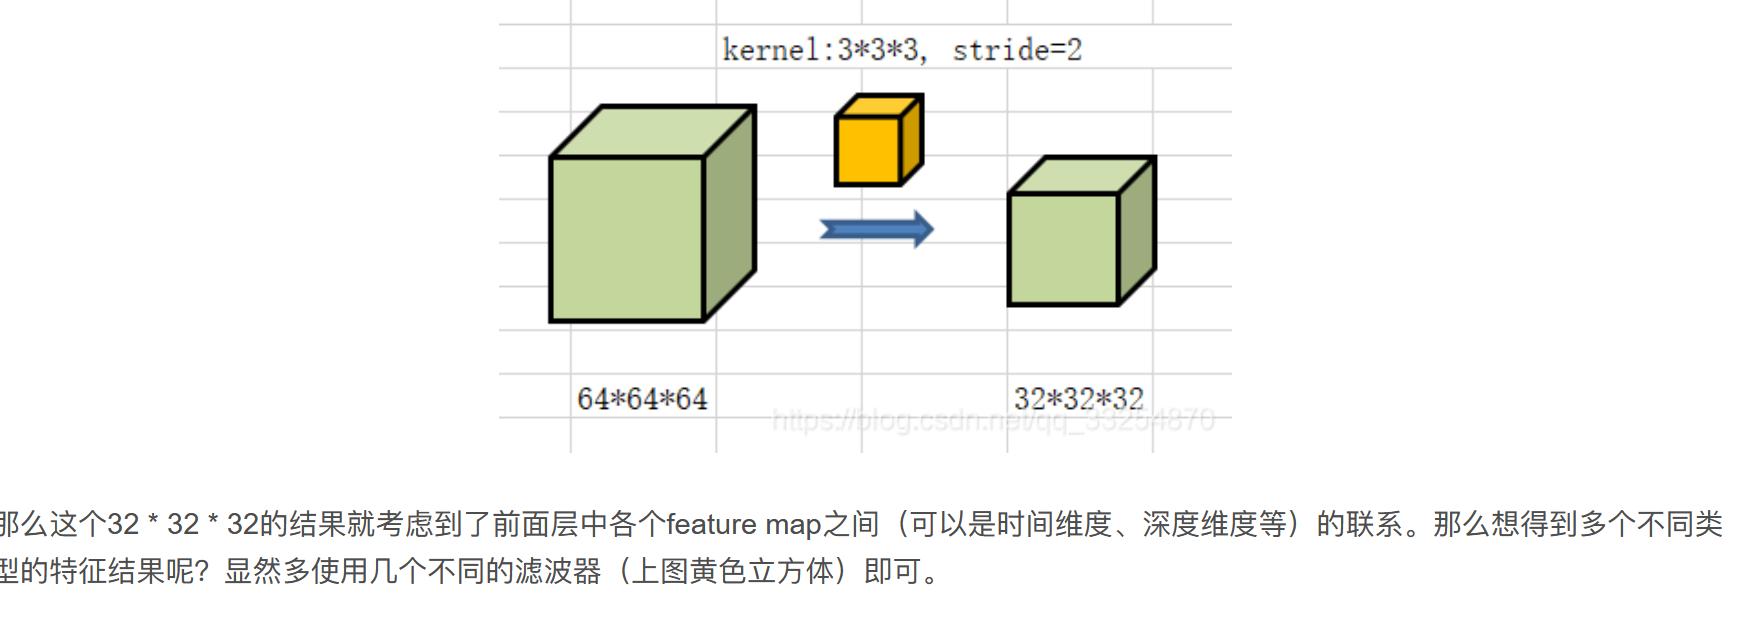 kernel:3*3*3, stride=2
64*64*64
32*32*32
https://blog.csdn.net/qq_33254870
那么这个32 * 32 * 32的结果就考虑到了前面层中各个feature map之间（可以是时间维度、深度维度等）的联系。那么想得到多个不同类
型的特征结果呢？显然多使用几个不同的滤波器（上图黄色立方体）即可。